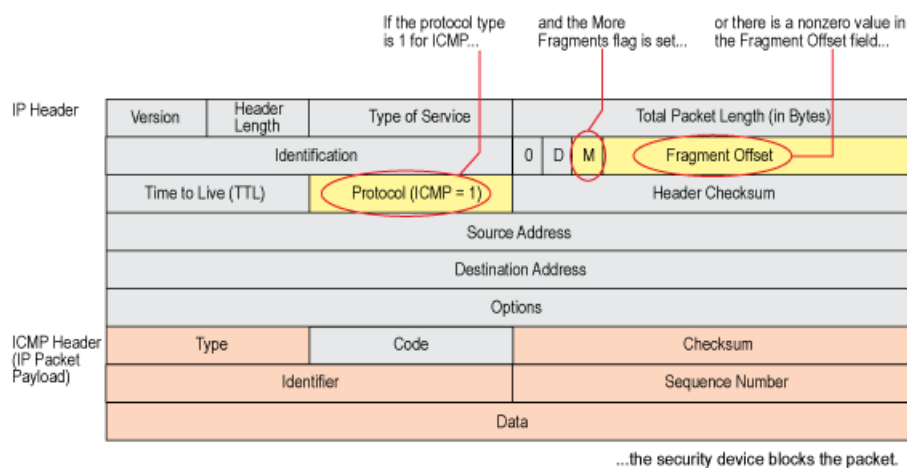 If the protocol type
is 1 for ICMP...
and the More
Fragments flag is set...
or there is a nonzero value in
the Fragment Offset field...
IP Header
Version
Header
Length
Type of Service
Total Packet Length (in Bytes)
Identification
0
D
M
Fragment Offset
Time to Live (TTL)
Protocol (ICMP = 1)
Header Checksum
Source Address
Destination Address
Options
ICMP Header
(IP Packet
Payload)
Type
Code
Checksum
Identifier
Sequence Number
Data
...the security device blocks the packet.